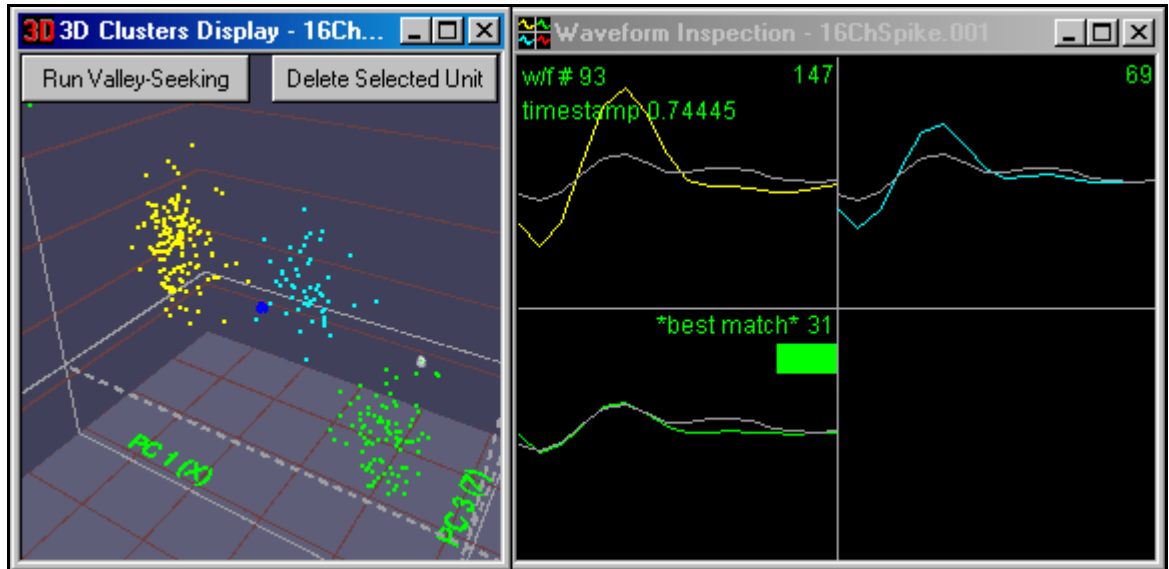 3D 3D Clusters Display - 16Ch...
Run Valley-Seeking
Delete Selected Unit
PC 1 (X)
PC 3 (Z)
Waveform Inspection - 16ChSpike.001
w/f # 93
147
timestamp 0.74445
69
*best match* 31